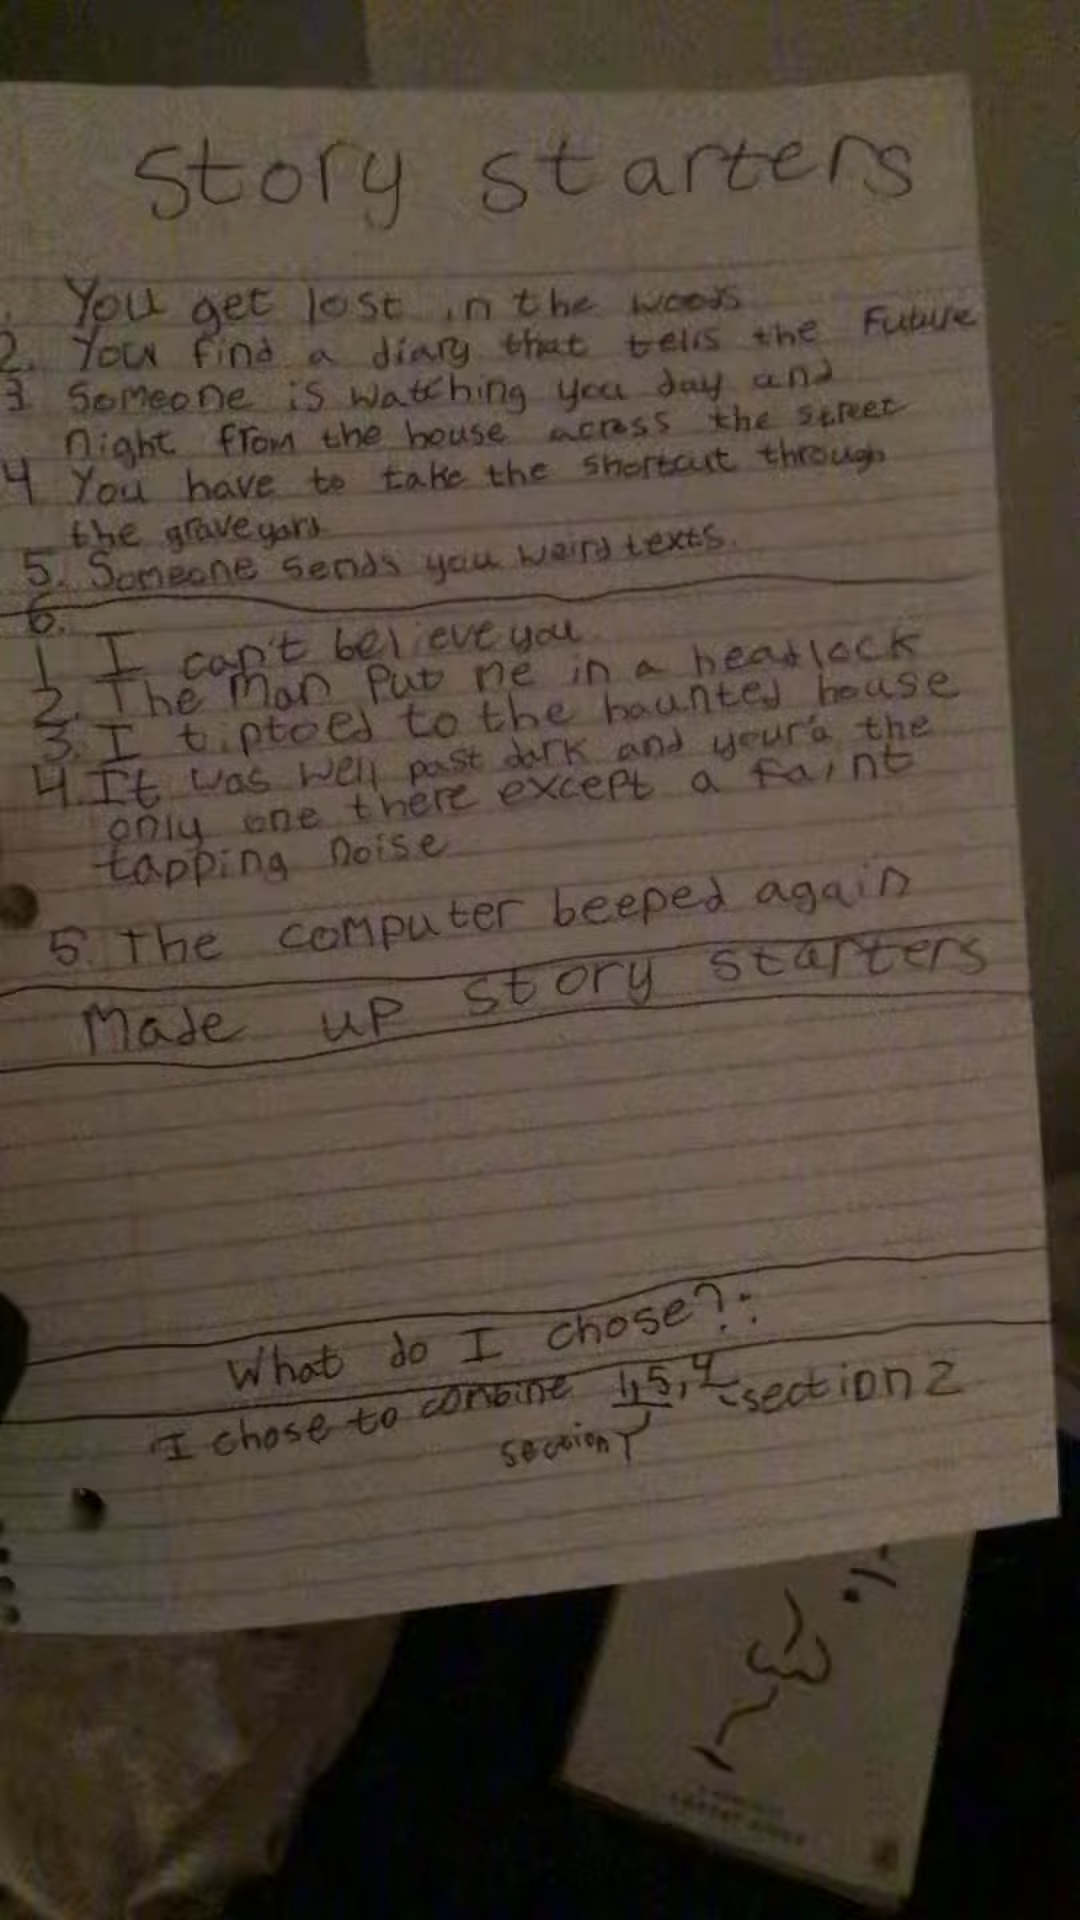 Story starters
You get lost in the woods
2. You find a diary that tells the Future
3 Someone is watching you day and
night from the house across the street
4 You have to take the shortcut through
the graveyard
5. Someone sends you weird texts.
6.
1 I can't believe you
2. The man Put me in a headlock
3. I tiptoed to the haunted house
4. It was well past dark and your'a the
only one there except a faint
tapping noise
5. The computer beeped again
Made up story starters
What do I chose?:
I chose to combine 1,5,4 section 2
section 1